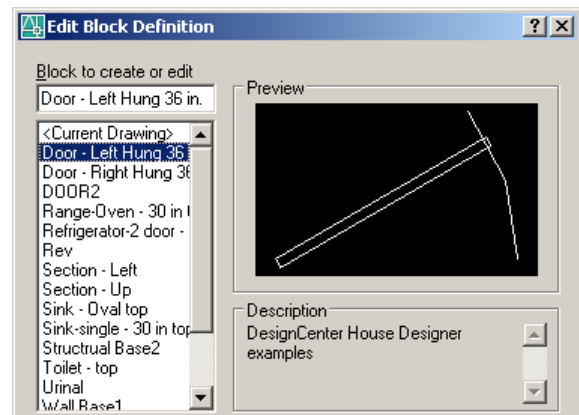 Edit Block Definition
Block to create or edit
Door - Left Hung 36 in.
<Current Drawing>
Door - Left Hung 36
Door - Right Hung 36
DOOR2
Range-Oven - 30 in
Refrigerator-2 door -
Rev
Section - Left
Section - Up
Sink - Oval top
Sink-single - 30 in top
Structrual Base2
Toilet - top
Urinal
Wall Base1
Preview
Description
DesignCenter House Designer
examples